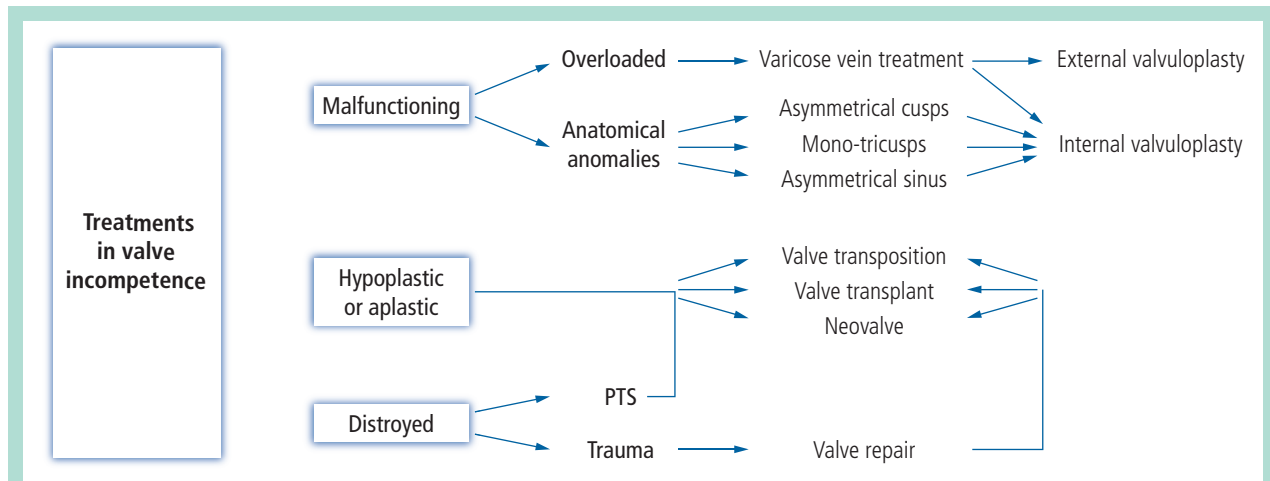 Treatments
in valve
incompetence
Malfunctioning
Overloaded
Varicose vein treatment
External valvuloplasty
Anatomical
anomalies
Asymmetrical cusps
Mono-tricusps
Asymmetrical sinus
Internal valvuloplasty
Hypoplastic
or aplastic
Valve transposition
Valve transplant
Neovalve
Distroyed
PTS
Trauma
Valve repair